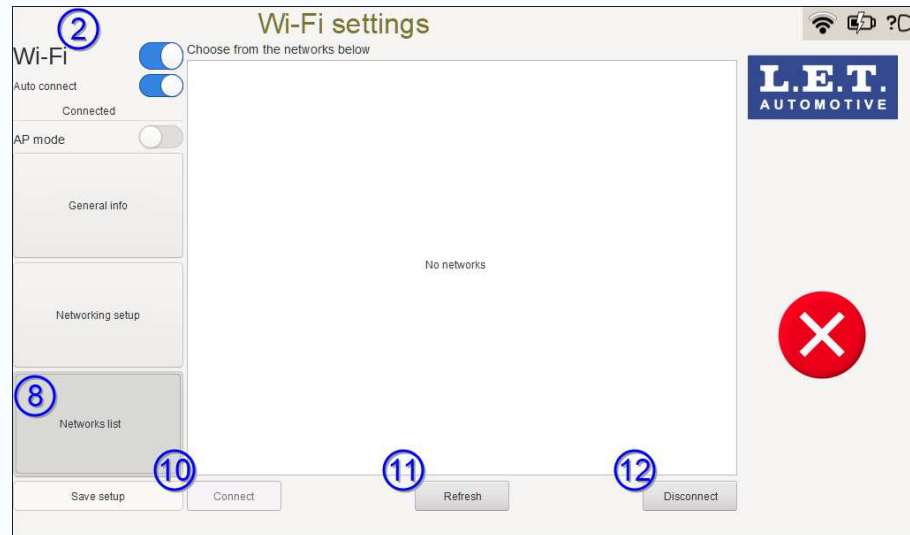 2
Wi-Fi settings
Wi-Fi
Choose from the networks below
Auto connect
Connected
AP mode
L.E.T.
AUTOMOTIVE
General info
No networks
Networking setup
8
Networks list
10
11
12
Save setup
Connect
Refresh
Disconnect